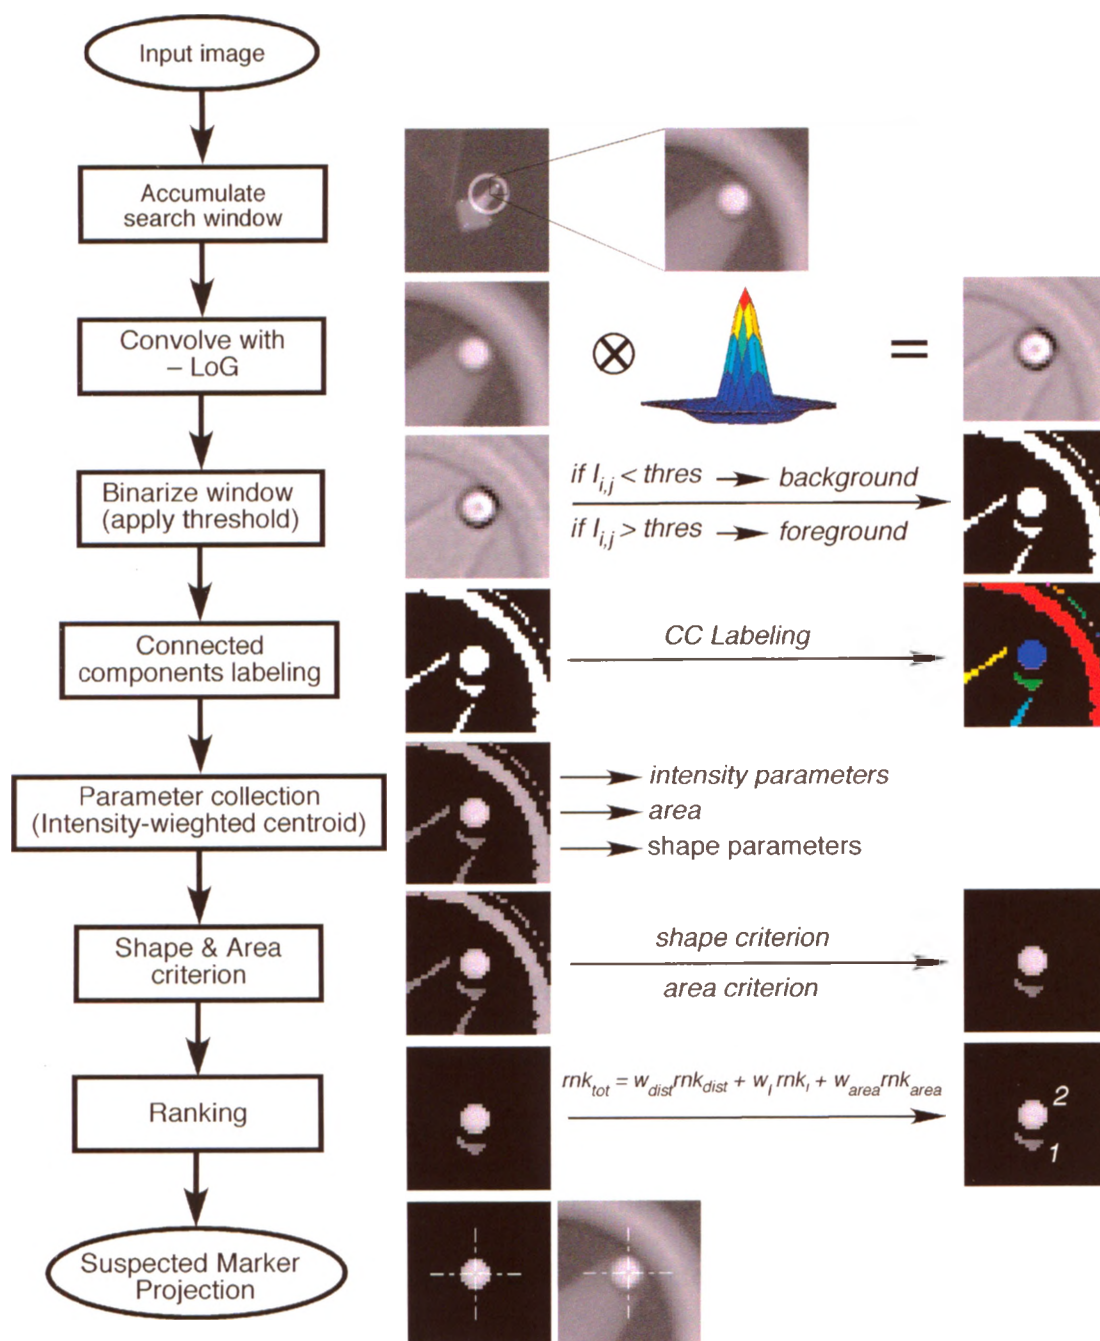 Input image
Accumulate
search window
Convolve with
– LoG
Binarize window
(apply threshold)
if I_{i,j} < thres → background
if I_{i,j} > thres → foreground
Connected
components labeling
CC Labeling
Parameter collection
(Intensity-wieghted centroid)
intensity parameters
area
shape parameters
Shape & Area
criterion
shape criterion
area criterion
Ranking
rnk_{tot} = w_{dist}rnk_{dist} + w_{I} rnk_{I} + w_{area}rnk_{area}
2
1
Suspected Marker
Projection